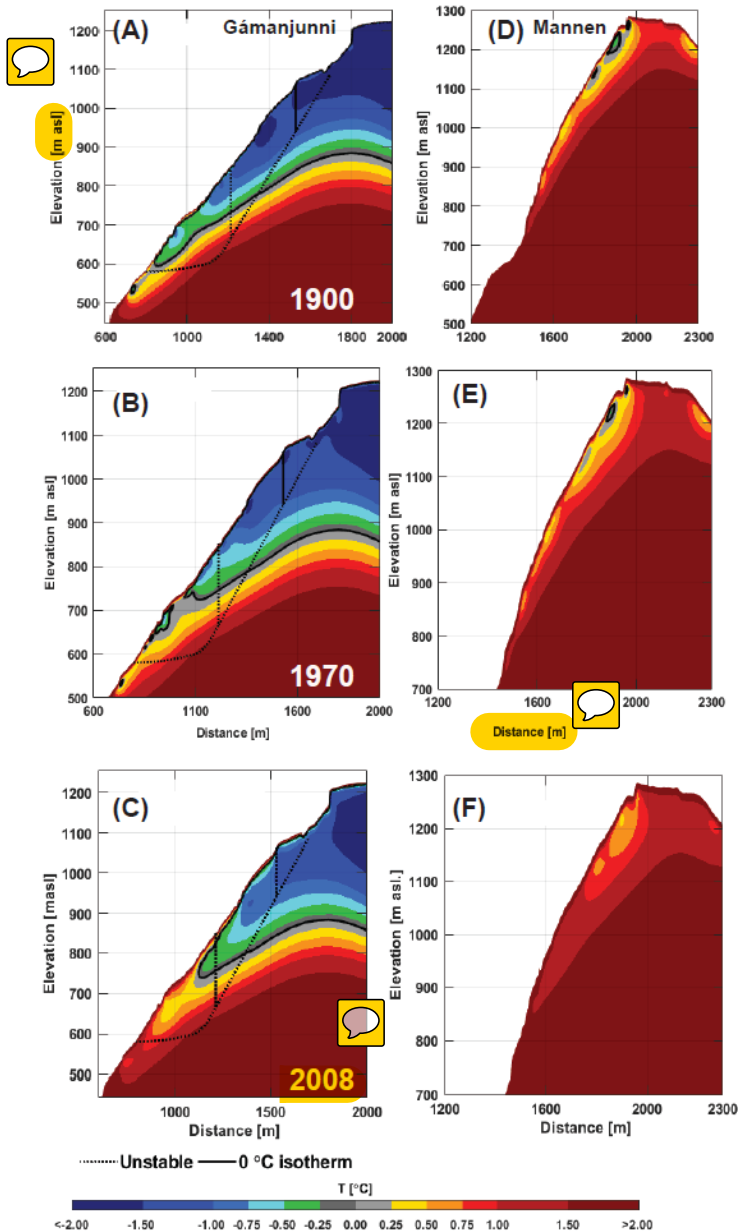 (A) Gámanjunni
Elevation [m asl]
1200
1100
1000
900
800
700
600
500
1900
600 1000 1400 1800 2000
(D) Mannen
Elevation [m asl]
1300
1200
1100
1000
900
800
700
600
500
1200 1600 2000 2300
(B)
Elevation [m asl]
1200
1100
1000
900
800
700
600
500
1970
600 1100 1600 2000
Distance [m]
(E)
Elevation [m asl]
1300
1200
1100
1000
900
800
700
1200 1600 2000 2300
Distance [m]
(C)
Elevation [masl]
1200
1100
1000
900
800
700
600
500
2008
1000 1500 2000
Distance [m]
(F)
Elevation [m asl.]
1300
1200
1100
1000
900
800
700
1200 1600 2000 2300
Distance [m]
Unstable 0 °C isotherm
T [°C]
<-2.00 -1.50 -1.00 -0.75 -0.50 -0.25 0.00 0.25 0.50 0.75 1.00 1.50 >2.00